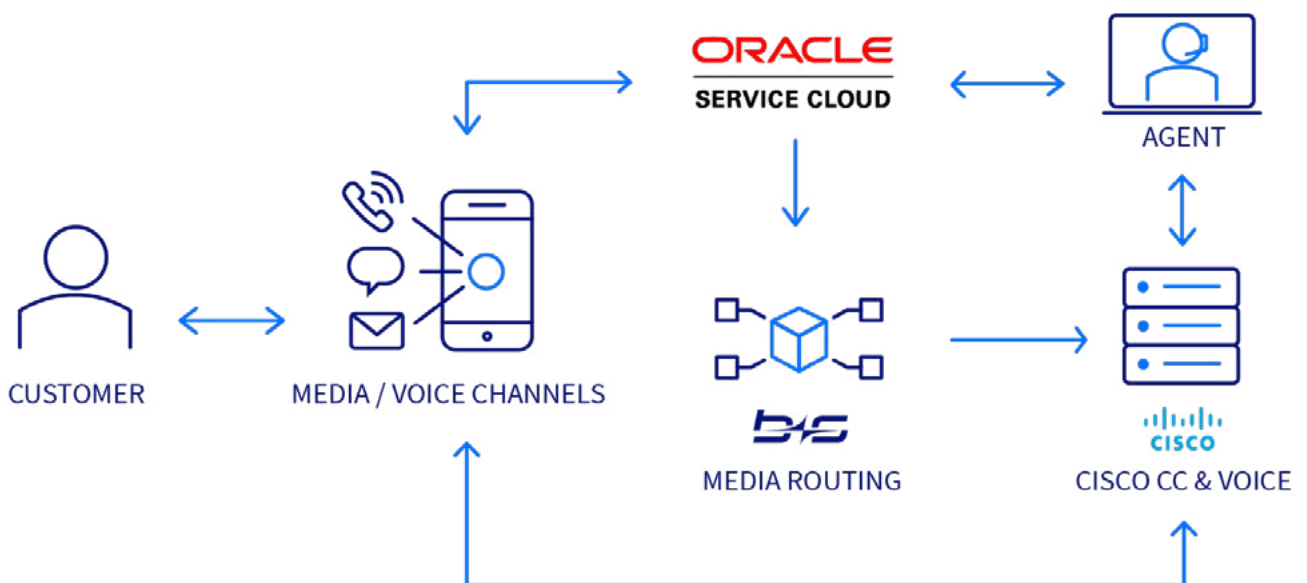 ORACLE
SERVICE CLOUD
AGENT
CUSTOMER
MEDIA / VOICE CHANNELS
MEDIA ROUTING
CISCO
CISCO CC & VOICE